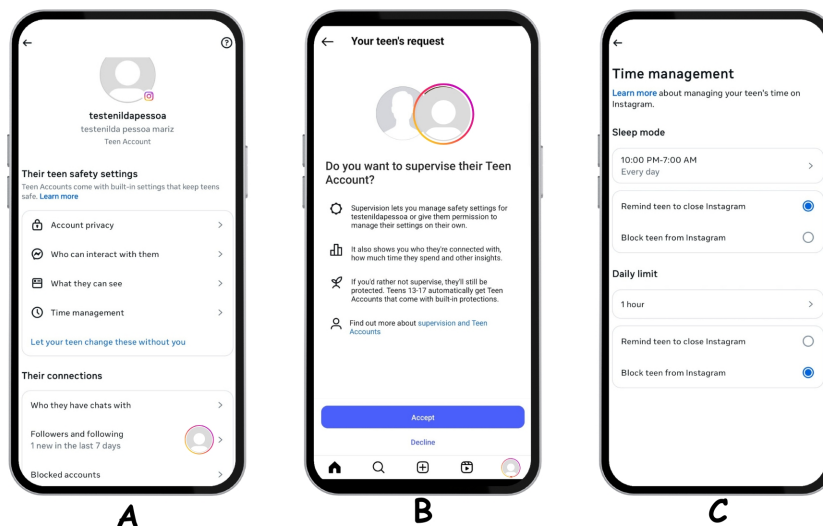 testenildapessoa
testenilda pessoa mariz
Teen Account
Their teen safety settings
Teen Accounts come with built-in settings that keep teens
safe. Learn more
Account privacy
Who can interact with them
What they can see
Time management
Let your teen change these without you
Their connections
Who they have chats with
Followers and following
1 new in the last 7 days
Blocked accounts
A
Your teen's request
Do you want to supervise their Teen
Account?
Supervision lets you manage safety settings for
testenildapessoa or give them permission to
manage their settings on their own.
It also shows you who they're connected with,
how much time they spend and other insights.
If you'd rather not supervise, they'll still be
protected. Teens 13-17 automatically get Teen
Accounts that come with built-in protections.
Find out more about supervision and Teen
Accounts
Accept
Decline
B
Time management
Learn more about managing your teen's time on
Instagram.
Sleep mode
10:00 PM-7:00 AM
Every day
Remind teen to close Instagram
Block teen from Instagram
Daily limit
1 hour
Remind teen to close Instagram
Block teen from Instagram
C